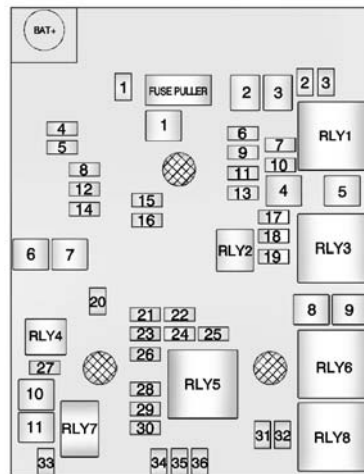 BAT+
1 FUSE PULLER 2 3 2 3
1
4
5
6 7
9 10
8
12
14
11
13
RLY1
15
16
4 5
17
18
19
RLY2 RLY3
6 7
20
21 22
23 24 25
26
8 9
RLY4
27
RLY5 RLY6
10
11
28
29
30
RLY7
31 32
RLY8
33 34 35 36